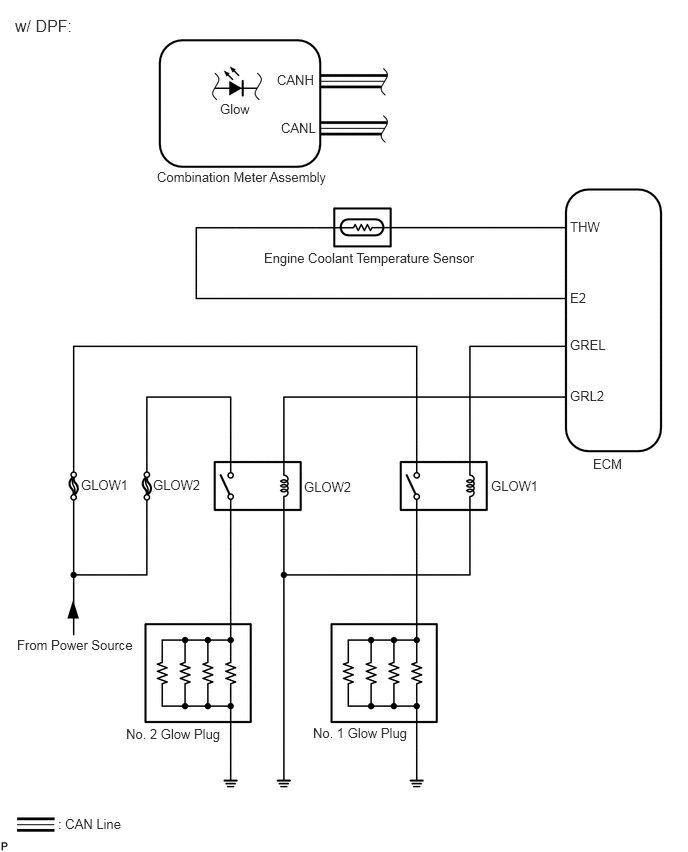 w/ DPF:
CANH
Glow
CANL
Combination Meter Assembly
THW
Engine Coolant Temperature Sensor
E2
GREL
GRL2
ECM
GLOW1
GLOW2
GLOW2
GLOW1
From Power Source
No. 2 Glow Plug
No. 1 Glow Plug
: CAN Line
P